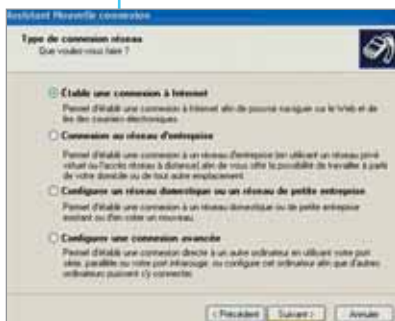 Assistant Nouvelle connexion
Type de connexion réseau
Que voulez-vous faire ?
Établir une connexion à Internet
Permet d'établir une connexion à Internet afin de pouvoir naviguer sur le Web et de
lire des courriers électroniques.
Connexion au réseau d'entreprise
Permet d'établir une connexion à un réseau d'entreprise (en utilisant un réseau privé
virtuel ou l'accès réseau à distance) afin de vous offrir la possibilité de travailler à partir
de votre domicile ou de tout autre emplacement.
Configurer un réseau domestique ou un réseau de petite entreprise
Permet d'établir une connexion à un réseau domestique ou de petite entreprise
existant ou d'en créer un nouveau.
Configurer une connexion avancée
Permet d'établir une connexion directe à un autre ordinateur en utilisant votre port
série, parallèle ou votre port infrarouge, ou configure cet ordinateur afin que d'autres
ordinateurs puissent s'y connecter.
< Précédent Suivant > Annuler